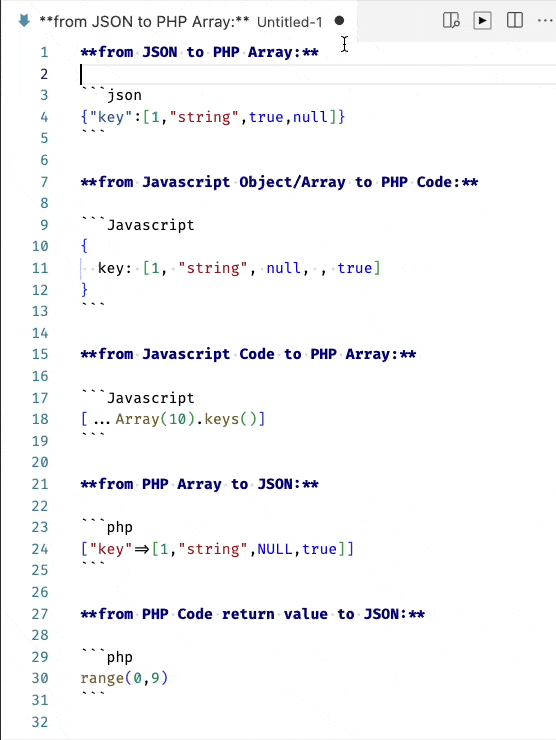 **from JSON to PHP Array:** Untitled-1
1 **from JSON to PHP Array:**
2
3 ```json
4 {"key":[1,"string",true,null]}
5 ```
6
7 **from Javascript Object/Array to PHP Code:**
8
9 ```Javascript
10 {
11   key: [1, "string", null, , true]
12 }
13 ```
14
15 **from Javascript Code to PHP Array:**
16
17 ```Javascript
18 [...Array(10).keys()]
19 ```
20
21 **from PHP Array to JSON:**
22
23 ```php
24 ["key"=>[1,"string",NULL,true]]
25 ```
26
27 **from PHP Code return value to JSON:**
28
29 ```php
30 range(0,9)
31 ```
32